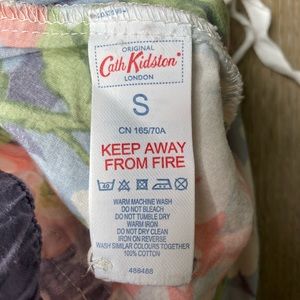 ORIGINAL
Cath Kidston
LONDON
S
CN 165/70A
KEEP AWAY
FROM FIRE
40
WARM MACHINE WASH
DO NOT BLEACH
DO NOT TUMBLE DRY
WARM IRON
DO NOT DRY CLEAN
IRON ON REVERSE
WASH SIMILAR COLOURS TOGETHER
100% COTTON
488488